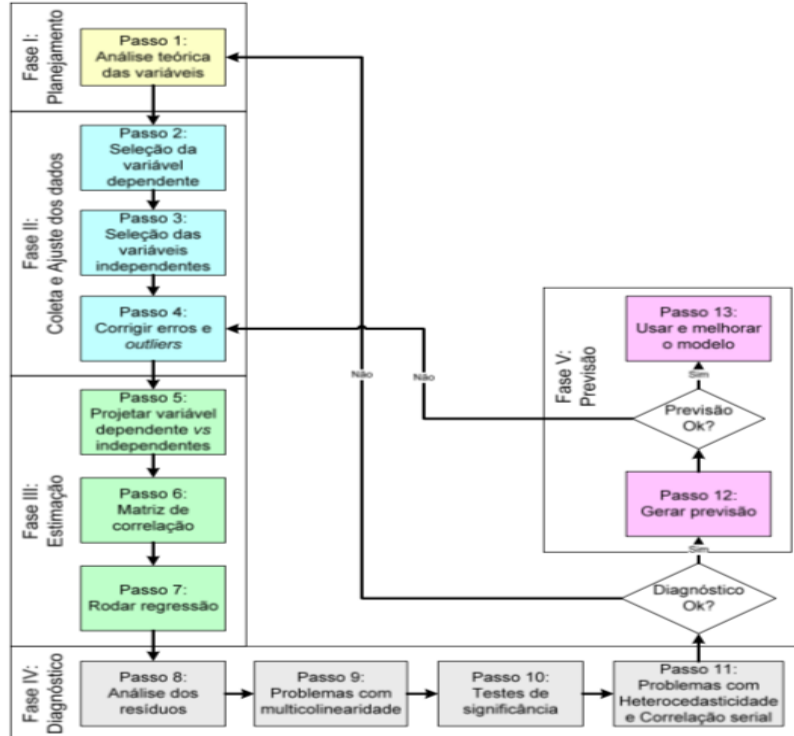 Fase I:
Planejamento
Passo 1:
Análise teórica
das variáveis
Fase II:
Coleta e Ajuste dos dados
Passo 2:
Seleção da
variável
dependente
Passo 3:
Seleção das
variáveis
independentes
Passo 4:
Corrigir erros e
outliers
Fase III:
Estimação
Passo 5:
Projetar variável
dependente vs
independentes
Passo 6:
Matriz de
correlação
Passo 7:
Rodar regressão
Fase IV:
Diagnóstico
Passo 8:
Análise dos
resíduos
Passo 9:
Problemas com
multicolinearidade
Passo 10:
Testes de
significância
Passo 11:
Problemas com
Heterocedasticidade
e Correlação serial
Diagnóstico
Ok?
Não
Sim
Fase V:
Previsão
Passo 12:
Gerar previsão
Previsão
Ok?
Não
Sim
Passo 13:
Usar e melhorar
o modelo